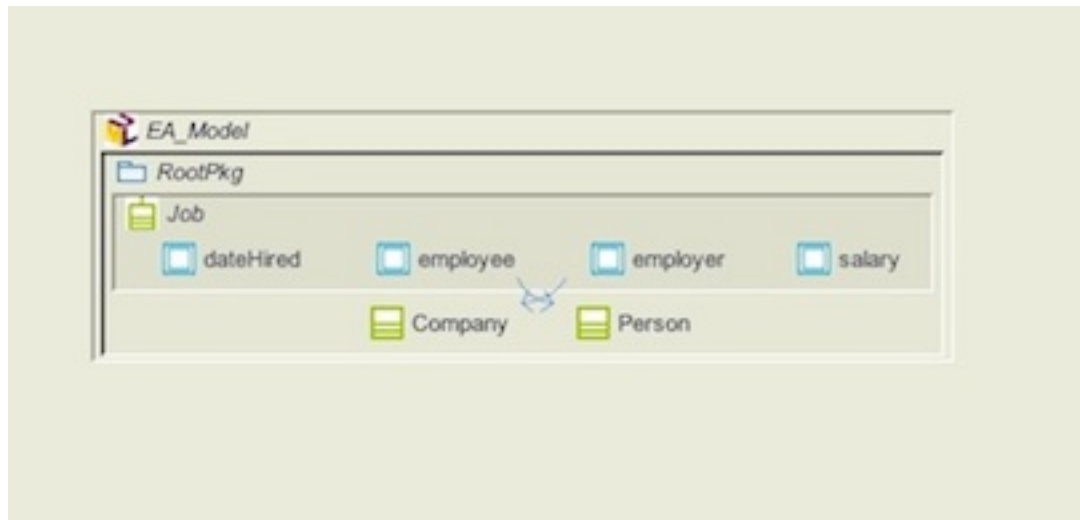 EA_Model
RootPkg
Job
dateHired employee employer salary
Company Person